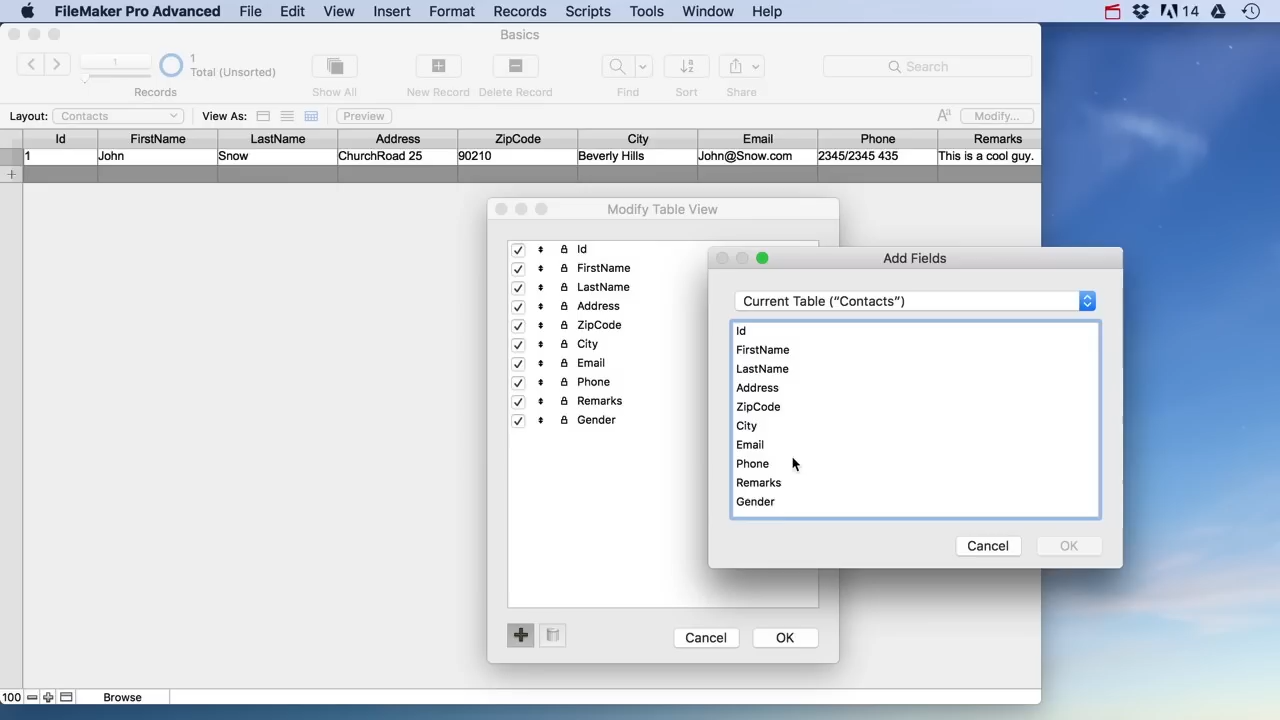 FileMaker Pro Advanced File Edit View Insert Format Records Scripts Tools Window Help 14
Basics
1
1
Total (Unsorted)
Records
Show All
New Record
Delete Record
Find
Sort
Share
Search
Layout: Contacts View As: Preview Aa Modify...
Id FirstName LastName Address ZipCode City Email Phone Remarks
1 John Snow ChurchRoad 25 90210 Beverly Hills John@Snow.com 2345/2345 435 This is a cool guy.
Modify Table View
Id
FirstName
LastName
Address
ZipCode
City
Email
Phone
Remarks
Gender
Cancel OK
Add Fields
Current Table (“Contacts”)
Id
FirstName
LastName
Address
ZipCode
City
Email
Phone
Remarks
Gender
Cancel OK
100 Browse